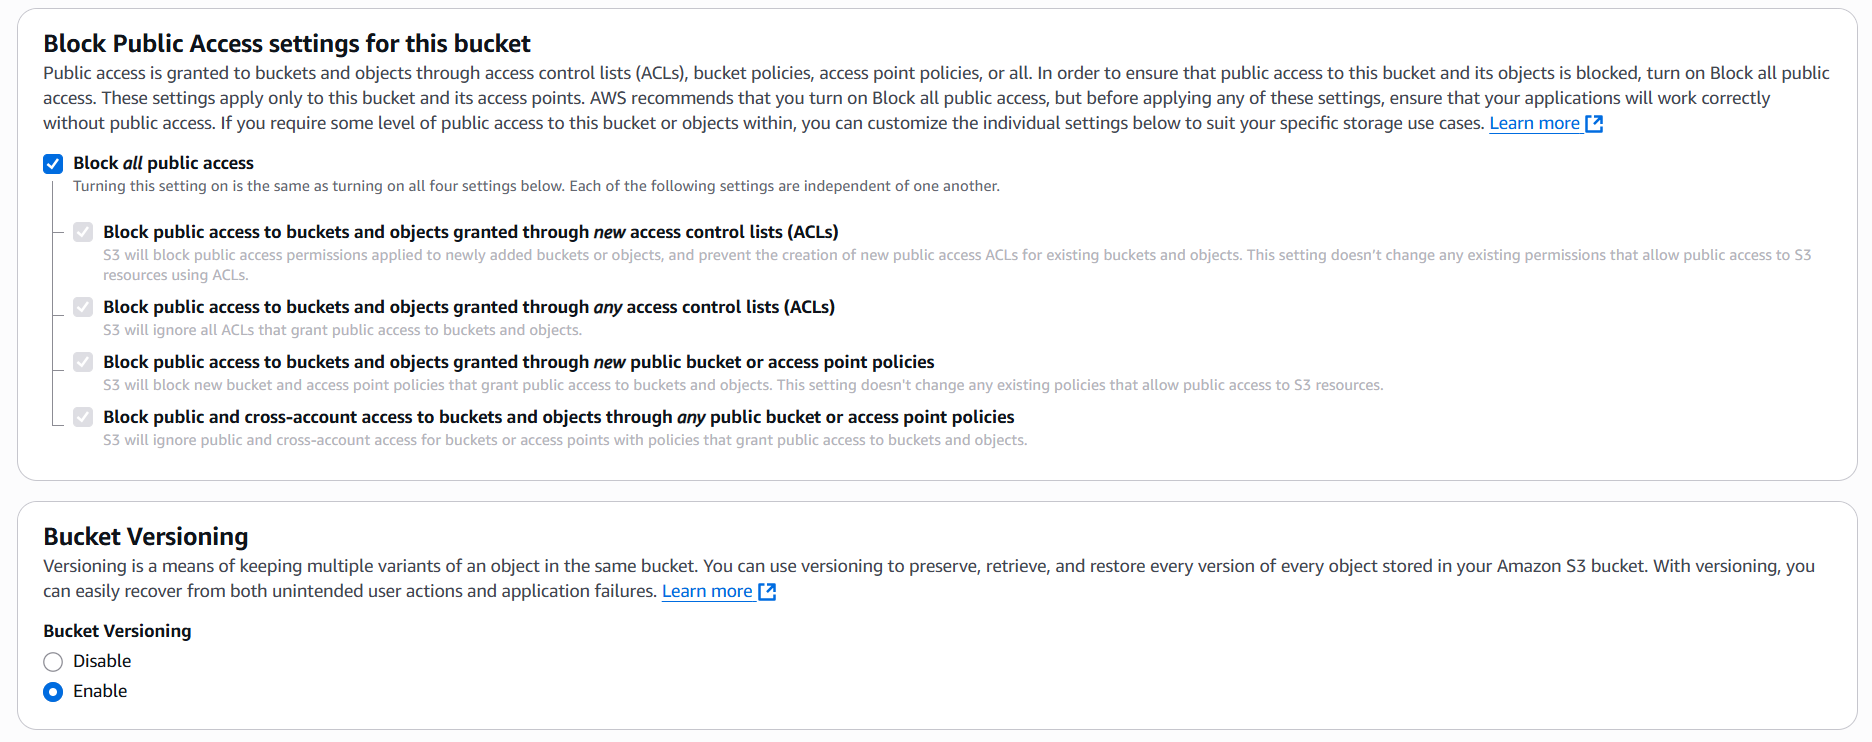 Block Public Access settings for this bucket
Public access is granted to buckets and objects through access control lists (ACLs), bucket policies, access point policies, or all. In order to ensure that public access to this bucket and its objects is blocked, turn on Block all public
access. These settings apply only to this bucket and its access points. AWS recommends that you turn on Block all public access, but before applying any of these settings, ensure that your applications will work correctly
without public access. If you require some level of public access to this bucket or objects within, you can customize the individual settings below to suit your specific storage use cases. Learn more
Block all public access
Turning this setting on is the same as turning on all four settings below. Each of the following settings are independent of one another.
Block public access to buckets and objects granted through new access control lists (ACLs)
S3 will block public access permissions applied to newly added buckets or objects, and prevent the creation of new public access ACLs for existing buckets and objects. This setting doesn't change any existing permissions that allow public access to S3
resources using ACLs.
Block public access to buckets and objects granted through any access control lists (ACLs)
S3 will ignore all ACLs that grant public access to buckets and objects.
Block public access to buckets and objects granted through new public bucket or access point policies
S3 will block new bucket and access point policies that grant public access to buckets and objects. This setting doesn't change any existing policies that allow public access to S3 resources.
Block public and cross-account access to buckets and objects through any public bucket or access point policies
S3 will ignore public and cross-account access for buckets or access points with policies that grant public access to buckets and objects.
Bucket Versioning
Versioning is a means of keeping multiple variants of an object in the same bucket. You can use versioning to preserve, retrieve, and restore every version of every object stored in your Amazon S3 bucket. With versioning, you
can easily recover from both unintended user actions and application failures. Learn more
Bucket Versioning
Disable
Enable